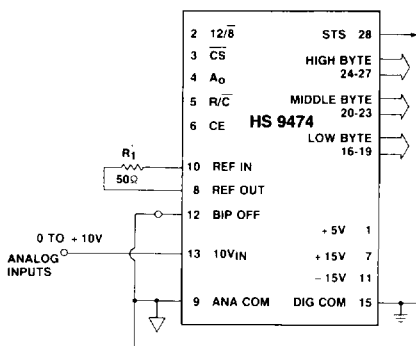 2 12/8̅ STS 28
3 C̅S̅ HIGH BYTE
24-27
4 Ao
MIDDLE BYTE
5 R/C̅ 20-23
HS 9474
6 CE
LOW BYTE
16-19
R1
10 REF IN
50Ω
8 REF OUT
12 BIP OFF
0 TO + 10V
+ 5V 1
ANALOG INPUTS
13 10VIN
+ 15V 7
- 15V 11
9 ANA COM DIG COM 15